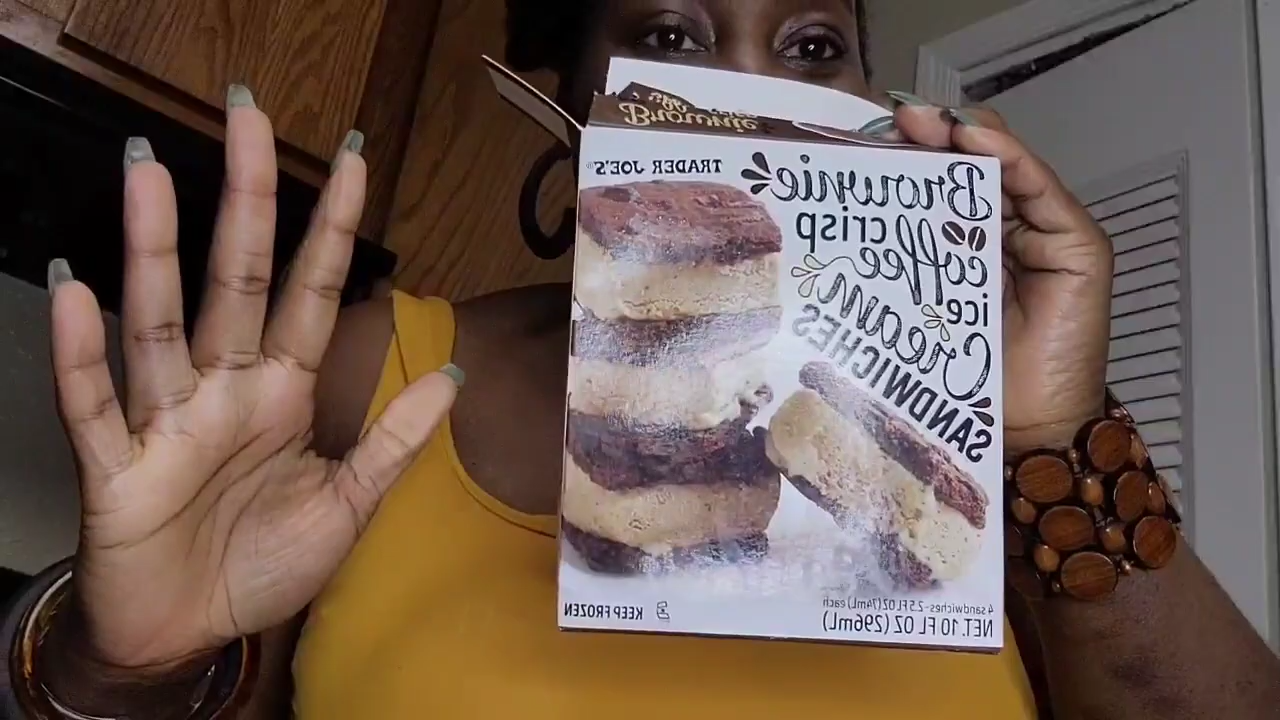 Brownie
TRADER JOE'S
Brownie
crisp
coffee
ice
Cream
SANDWICHES
4 sandwiches-2.5 FL OZ (74mL) each
NET. 10 FL OZ (296mL)
KEEP FROZEN